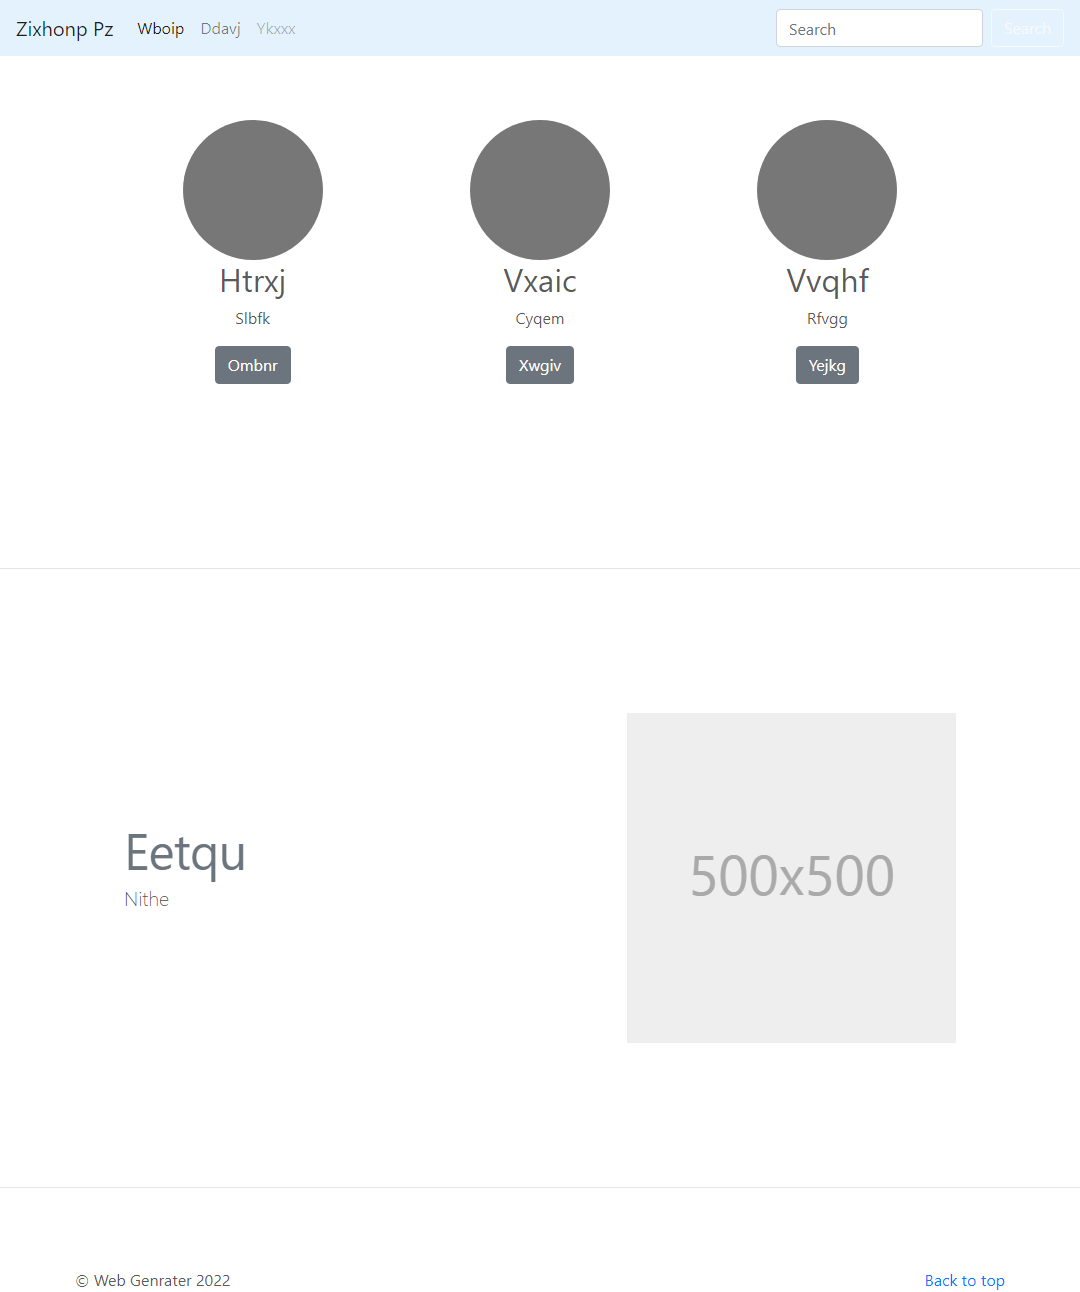 Zixhonp Pz Wboip Ddavj Ykxxx Search Search
Htrxj Vxaic Vvqhf
Slbfk Cyqem Rfvgg
Ombnr Xwgiv Yejkg
Eetqu
Nithe
500x500
© Web Genrater 2022 Back to top